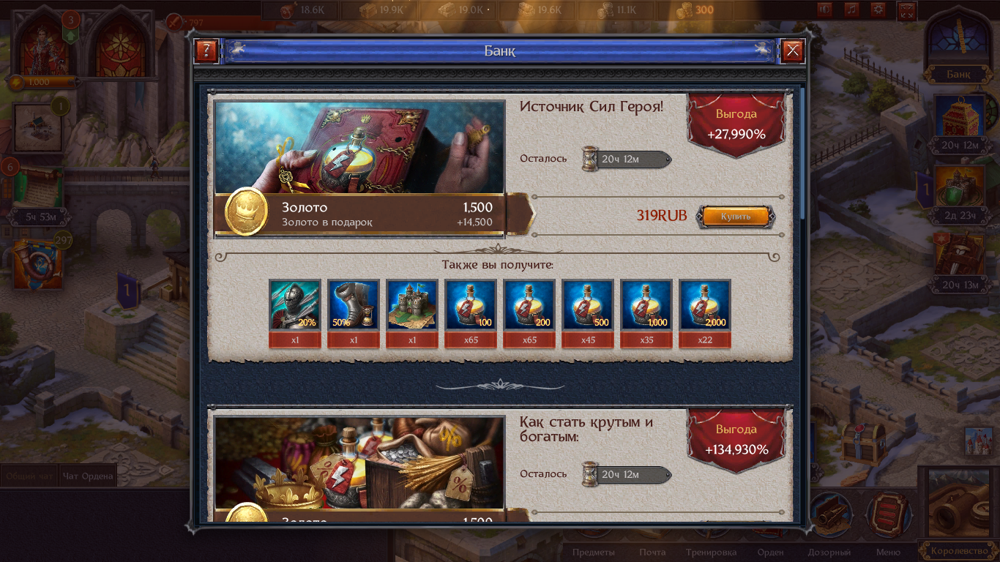 18.6K
19.9K
19.0K
19.6K
11.1K
300
3
797
?
Банк
1,000
Банк
1
Источник Сил Героя!
Выгода
+27,990%
Осталось
20ч 12м
20ч 12м
6
Золото
1,500
Золото в подарок
+14,500
319RUB
Купить
1
5ч 53м
2д 23ч
297
Также вы получите:
1
20%
50%
100
200
500
1,000
2,000
x1
x1
x1
x65
x65
x45
x35
x22
20ч 13м
Как стать крутым и
богатым:
Выгода
+134,930%
Осталось
20ч 12м
%
%
Общий чат
Чат Ордена
Золото
1,500
Предметы
Почта
Тренировка
Орден
Дозорный
Меню
Королевство